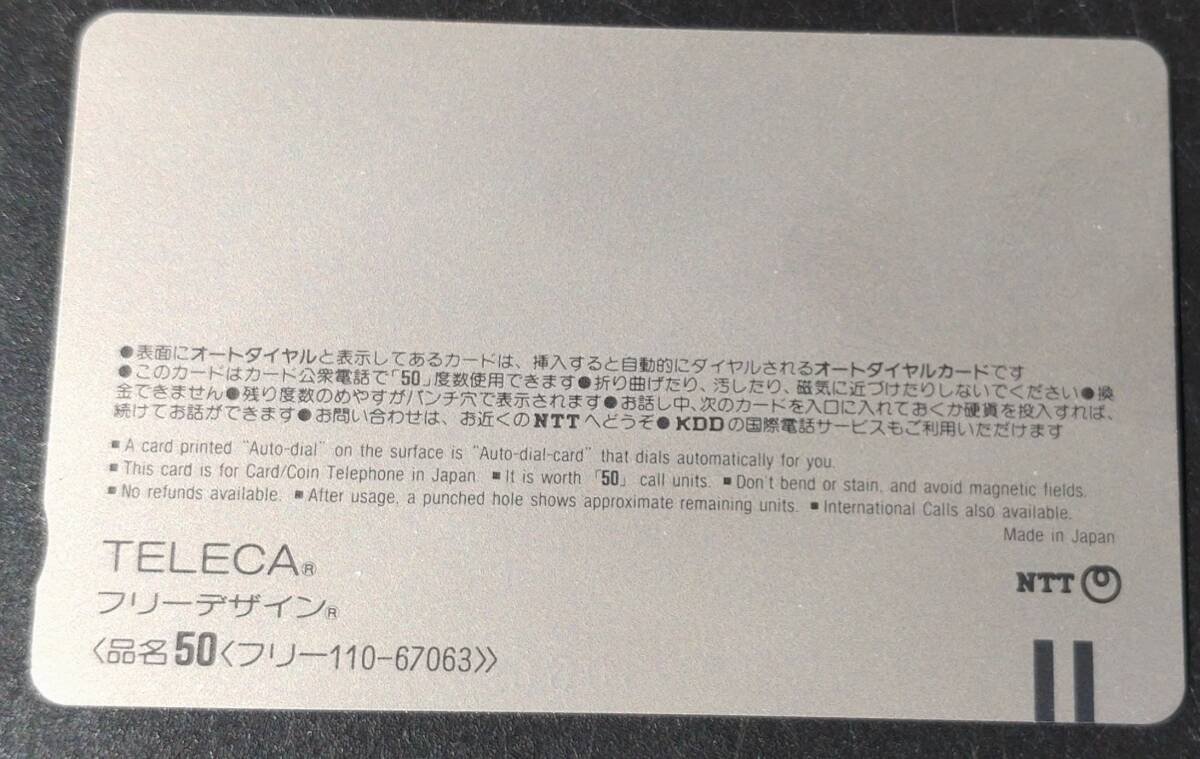 ●表面にオートダイヤルと表示してあるカードは、挿入すると自動的にダイヤルされるオートダイヤルカードです
●このカードはカード公衆電話で「50」度数使用できます●折り曲げたり、汚したり、磁気に近づけたりしないでください●換
金できません●残り度数のめやすがパンチ穴で表示されます●お話し中、次のカードを入口に入れておくか硬貨を投入すれば、
続けてお話ができます●お問い合わせは、お近くのNTTへどうぞ●KDDの国際電話サービスもご利用いただけます
■A card printed "Auto-dial" on the surface is "Auto-dial-card" that dials automatically for you.
■This card is for Card/Coin Telephone in Japan ■It is worth 「50」 call units. ■Don't bend or stain, and avoid magnetic fields.
■No refunds available. ■After usage, a punched hole shows approximate remaining units. ■International Calls also available.
Made in Japan
TELECA®
NTT
フリーデザイン®
〈品名50〈フリー110-67063〉〉